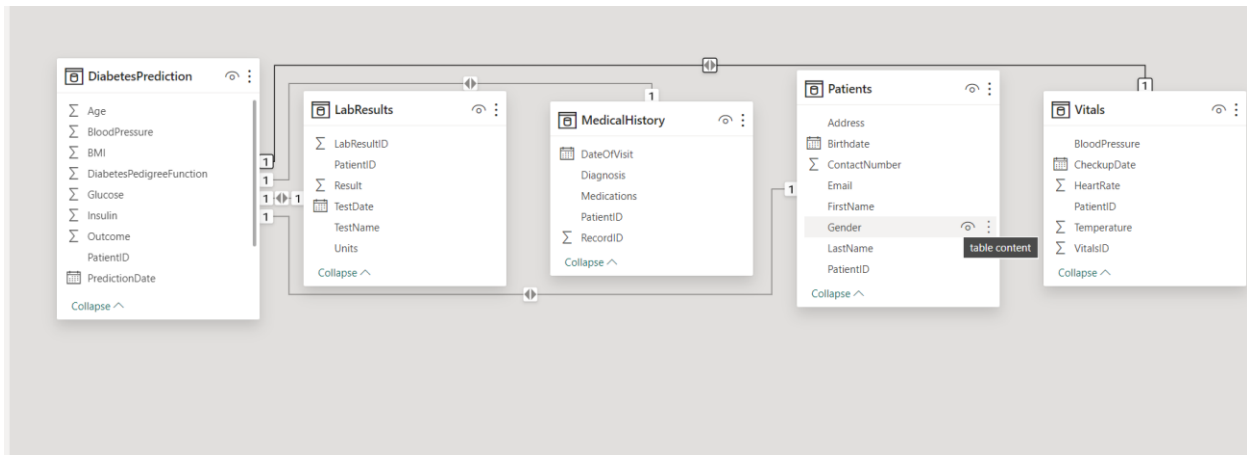 DiabetesPrediction
Age
BloodPressure
BMI
DiabetesPedigreeFunction
Glucose
Insulin
Outcome
PatientID
PredictionDate
Collapse
1
1
1
1
1
LabResults
LabResultID
PatientID
Result
TestDate
TestName
Units
Collapse
1
MedicalHistory
DateOfVisit
Diagnosis
Medications
PatientID
RecordID
Collapse
1
Patients
Address
Birthdate
ContactNumber
Email
FirstName
Gender
table content
LastName
PatientID
Collapse
1
Vitals
BloodPressure
CheckupDate
HeartRate
PatientID
Temperature
VitalsID
Collapse